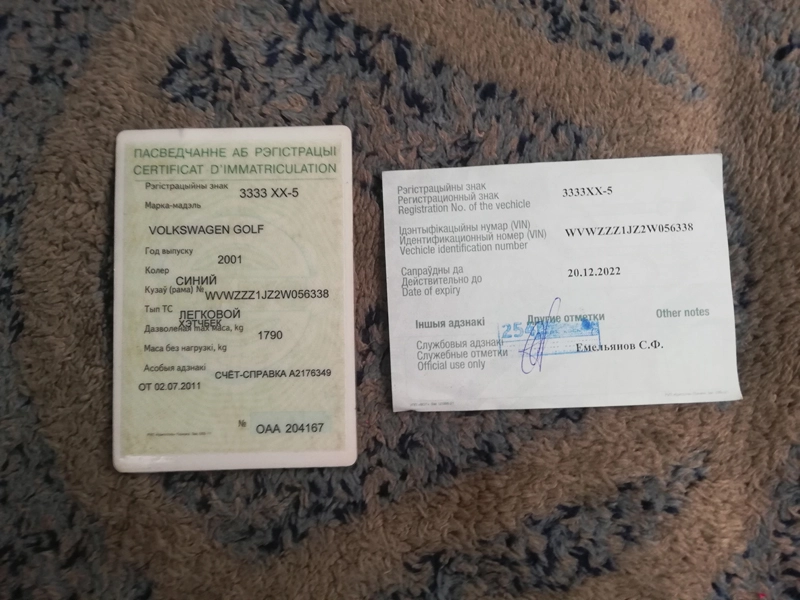 ПАСВЕДЧАННЕ АБ РЭГІСТРАЦЫІ
CERTIFICAT D'IMMATRICULATION
Рэгістрацыйны знак 3333 XX-5
Марка-мадэль
VOLKSWAGEN GOLF
Год выпуску 2001
Колер СИНИЙ
Кузаў (рама) № WVWZZZ1JZ2W056338
Тып ТС ЛЕГКОВОЙ
ХЭТЧБЕК
Дазволеная max маса, kg 1790
Маса без нагрузкі, kg
Асобыя адзнакі СЧЁТ-СПРАВКА А2176349
ОТ 02.07.2011
№ OAA 204167
Рэгістрацыйны знак
Регистрационный знак 3333XX-5
Registration No. of the vechicle
Ідэнтыфікацыйны нумар (VIN)
Идентификационный номер (VIN) WVWZZZ1JZ2W056338
Vechicle identification number
Сапраўдны да
Действительно до 20.12.2022
Date of expiry
Іншыя адзнакі Другие отметки Other notes
Службовыя адзнакі
Служебные отметки Емельянов С.Ф.
Official use only